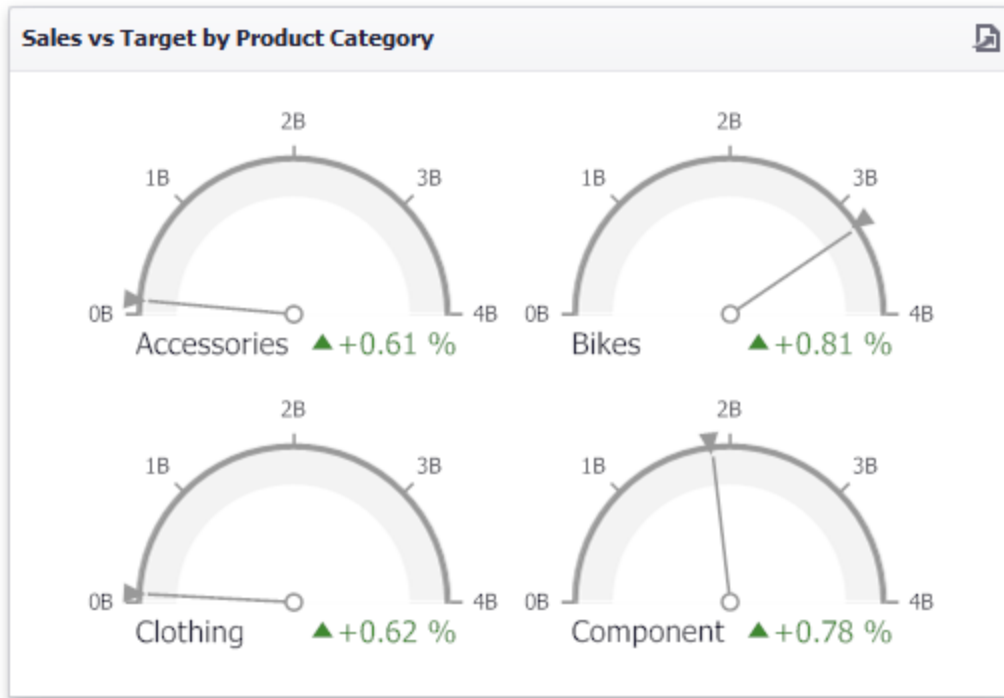 Sales vs Target by Product Category
2B
1B
3B
0B
4B
Accessories +0.61 %
2B
1B
3B
0B
4B
Bikes +0.81 %
2B
1B
3B
0B
4B
Clothing +0.62 %
2B
1B
3B
0B
4B
Component +0.78 %